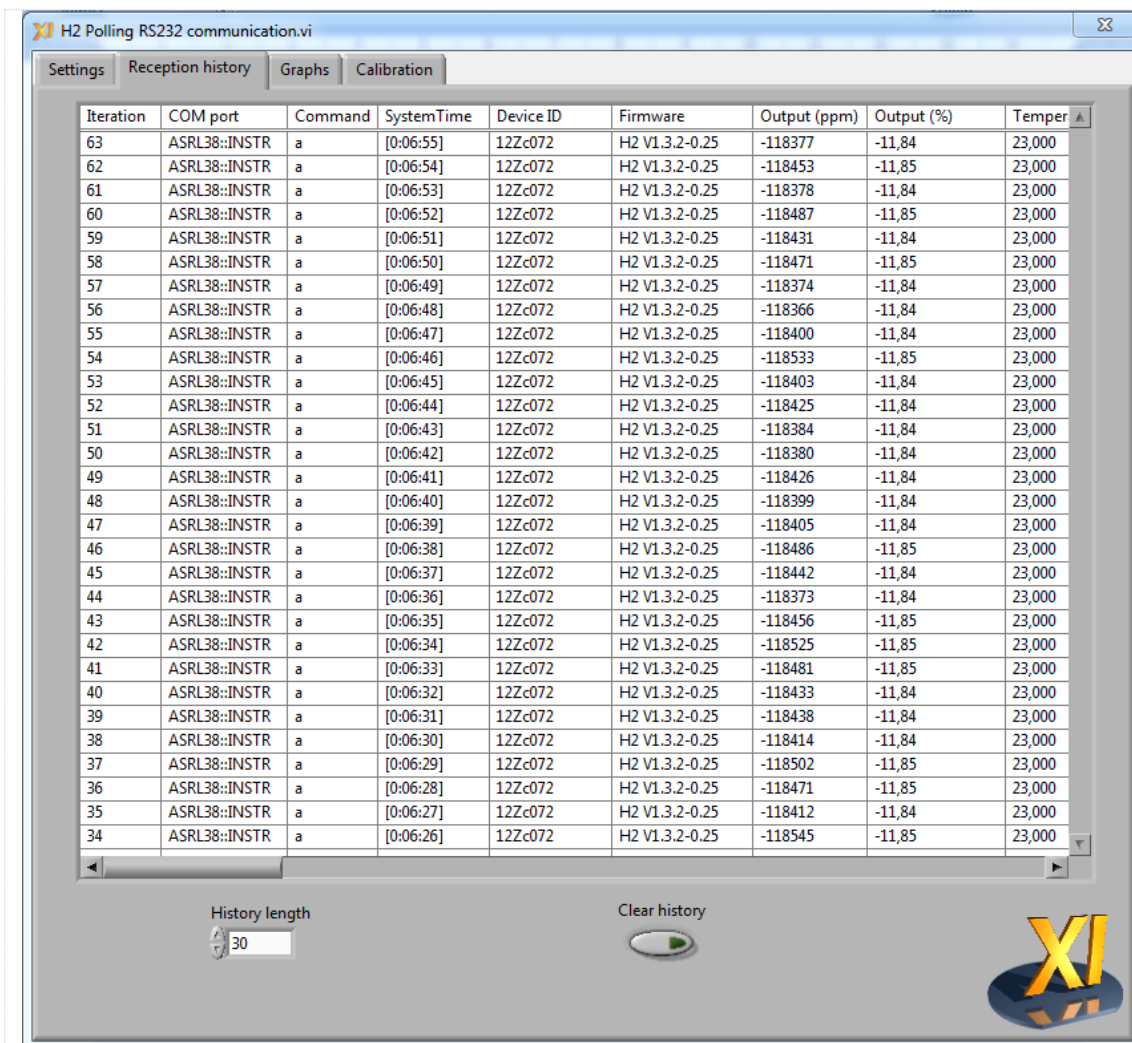 XI H2 Polling RS232 communication.vi
Settings Reception history Graphs Calibration
Iteration COM port Command SystemTime Device ID Firmware Output (ppm) Output (%) Temper
63 ASRL38::INSTR a [0:06:55] 12Zc072 H2 V1.3.2-0.25 -118377 -11,84 23,000
62 ASRL38::INSTR a [0:06:54] 12Zc072 H2 V1.3.2-0.25 -118453 -11,85 23,000
61 ASRL38::INSTR a [0:06:53] 12Zc072 H2 V1.3.2-0.25 -118378 -11,84 23,000
60 ASRL38::INSTR a [0:06:52] 12Zc072 H2 V1.3.2-0.25 -118487 -11,85 23,000
59 ASRL38::INSTR a [0:06:51] 12Zc072 H2 V1.3.2-0.25 -118431 -11,84 23,000
58 ASRL38::INSTR a [0:06:50] 12Zc072 H2 V1.3.2-0.25 -118471 -11,85 23,000
57 ASRL38::INSTR a [0:06:49] 12Zc072 H2 V1.3.2-0.25 -118374 -11,84 23,000
56 ASRL38::INSTR a [0:06:48] 12Zc072 H2 V1.3.2-0.25 -118366 -11,84 23,000
55 ASRL38::INSTR a [0:06:47] 12Zc072 H2 V1.3.2-0.25 -118400 -11,84 23,000
54 ASRL38::INSTR a [0:06:46] 12Zc072 H2 V1.3.2-0.25 -118533 -11,85 23,000
53 ASRL38::INSTR a [0:06:45] 12Zc072 H2 V1.3.2-0.25 -118403 -11,84 23,000
52 ASRL38::INSTR a [0:06:44] 12Zc072 H2 V1.3.2-0.25 -118425 -11,84 23,000
51 ASRL38::INSTR a [0:06:43] 12Zc072 H2 V1.3.2-0.25 -118384 -11,84 23,000
50 ASRL38::INSTR a [0:06:42] 12Zc072 H2 V1.3.2-0.25 -118380 -11,84 23,000
49 ASRL38::INSTR a [0:06:41] 12Zc072 H2 V1.3.2-0.25 -118426 -11,84 23,000
48 ASRL38::INSTR a [0:06:40] 12Zc072 H2 V1.3.2-0.25 -118399 -11,84 23,000
47 ASRL38::INSTR a [0:06:39] 12Zc072 H2 V1.3.2-0.25 -118405 -11,84 23,000
46 ASRL38::INSTR a [0:06:38] 12Zc072 H2 V1.3.2-0.25 -118486 -11,85 23,000
45 ASRL38::INSTR a [0:06:37] 12Zc072 H2 V1.3.2-0.25 -118442 -11,84 23,000
44 ASRL38::INSTR a [0:06:36] 12Zc072 H2 V1.3.2-0.25 -118373 -11,84 23,000
43 ASRL38::INSTR a [0:06:35] 12Zc072 H2 V1.3.2-0.25 -118456 -11,85 23,000
42 ASRL38::INSTR a [0:06:34] 12Zc072 H2 V1.3.2-0.25 -118525 -11,85 23,000
41 ASRL38::INSTR a [0:06:33] 12Zc072 H2 V1.3.2-0.25 -118481 -11,85 23,000
40 ASRL38::INSTR a [0:06:32] 12Zc072 H2 V1.3.2-0.25 -118433 -11,84 23,000
39 ASRL38::INSTR a [0:06:31] 12Zc072 H2 V1.3.2-0.25 -118438 -11,84 23,000
38 ASRL38::INSTR a [0:06:30] 12Zc072 H2 V1.3.2-0.25 -118414 -11,84 23,000
37 ASRL38::INSTR a [0:06:29] 12Zc072 H2 V1.3.2-0.25 -118502 -11,85 23,000
36 ASRL38::INSTR a [0:06:28] 12Zc072 H2 V1.3.2-0.25 -118471 -11,85 23,000
35 ASRL38::INSTR a [0:06:27] 12Zc072 H2 V1.3.2-0.25 -118412 -11,84 23,000
34 ASRL38::INSTR a [0:06:26] 12Zc072 H2 V1.3.2-0.25 -118545 -11,85 23,000
History length Clear history
30
XI